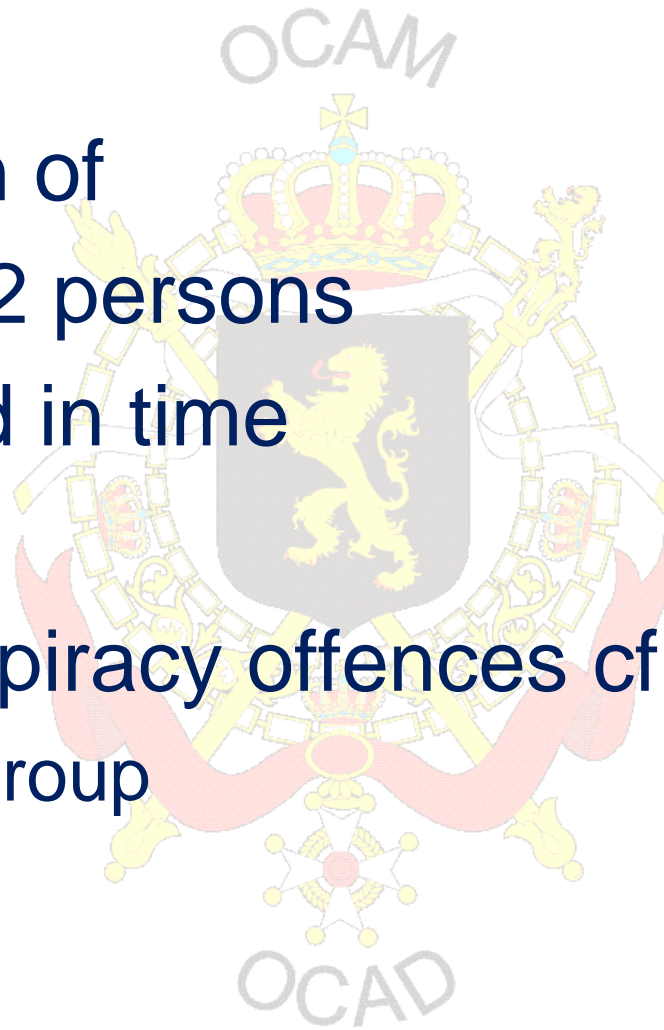 OCAM
n of
2 persons
d in time
piracy offences cf
roup
OCAD